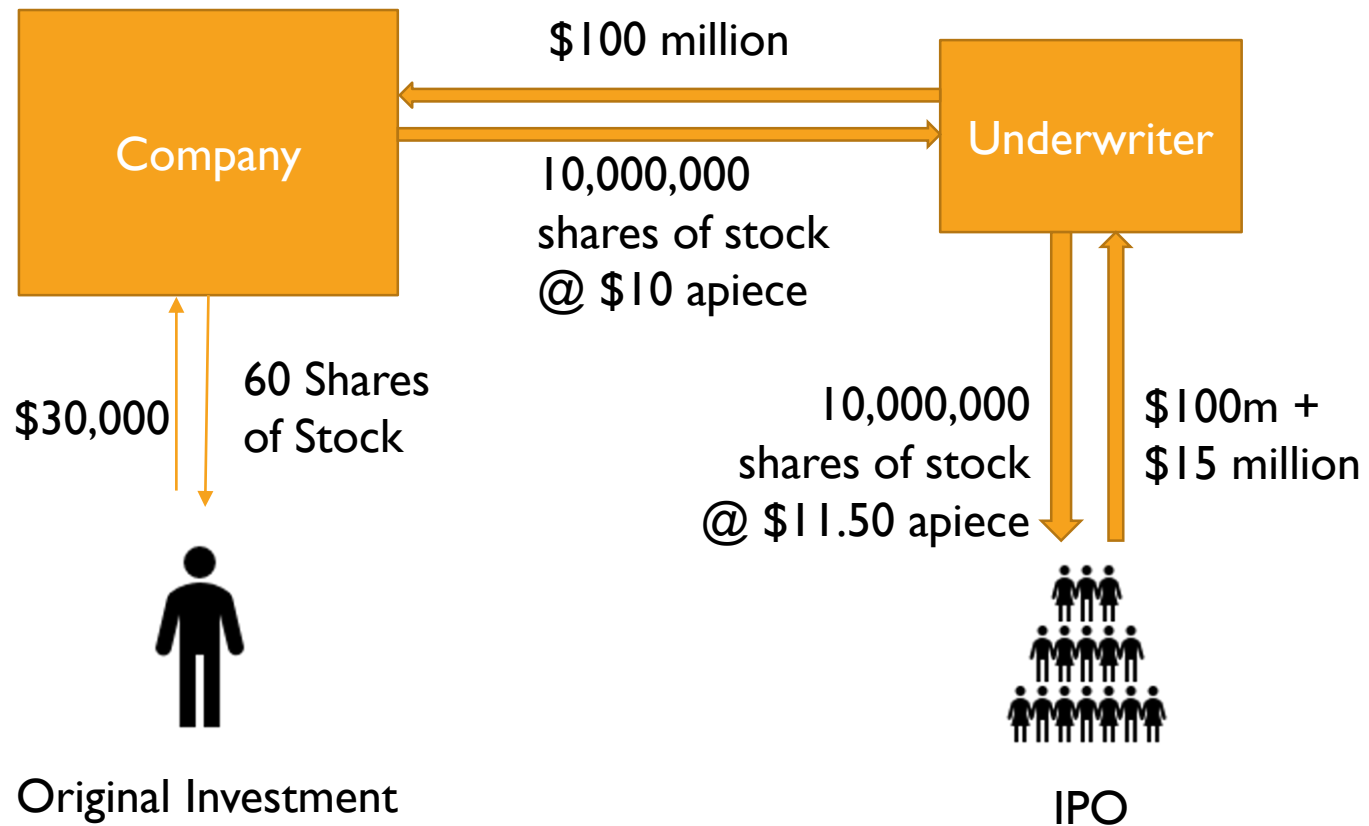 $100 million
Company
Underwriter
10,000,000
shares of stock
@ $10 apiece
$30,000
60 Shares
of Stock
10,000,000
shares of stock
@ $11.50 apiece
$100m +
$15 million
Original Investment
IPO